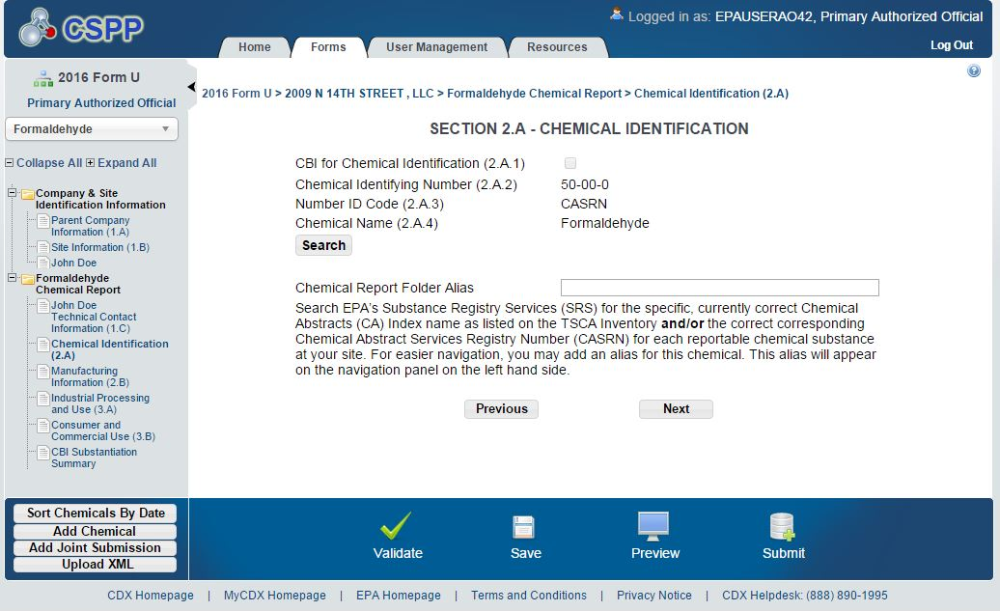 CSPP
Logged in as: EPAUSERAO42, Primary Authorized Official
Home
Forms
User Management
Resources
Log Out
2016 Form U
Primary Authorized Official
Formaldehyde
Collapse All Expand All
Company & Site
Identification Information
Parent Company
Information (1.A)
Site Information (1.B)
John Doe
Formaldehyde
Chemical Report
John Doe
Technical Contact
Information (1.C)
Chemical Identification
(2.A)
Manufacturing
Information (2.B)
Industrial Processing
and Use (3.A)
Consumer and
Commercial Use (3.B)
CBI Substantiation
Summary
2016 Form U > 2009 N 14TH STREET , LLC > Formaldehyde Chemical Report > Chemical Identification (2.A)
SECTION 2.A - CHEMICAL IDENTIFICATION
CBI for Chemical Identification (2.A.1)
Chemical Identifying Number (2.A.2) 50-00-0
Number ID Code (2.A.3) CASRN
Chemical Name (2.A.4) Formaldehyde
Search
Chemical Report Folder Alias
Search EPA's Substance Registry Services (SRS) for the specific, currently correct Chemical
Abstracts (CA) Index name as listed on the TSCA Inventory and/or the correct corresponding
Chemical Abstract Services Registry Number (CASRN) for each reportable chemical substance
at your site. For easier navigation, you may add an alias for this chemical. This alias will appear
on the navigation panel on the left hand side.
Previous
Next
Sort Chemicals By Date
Add Chemical
Add Joint Submission
Upload XML
Validate
Save
Preview
Submit
CDX Homepage | MyCDX Homepage | EPA Homepage | Terms and Conditions | Privacy Notice | CDX Helpdesk: (888) 890-1995